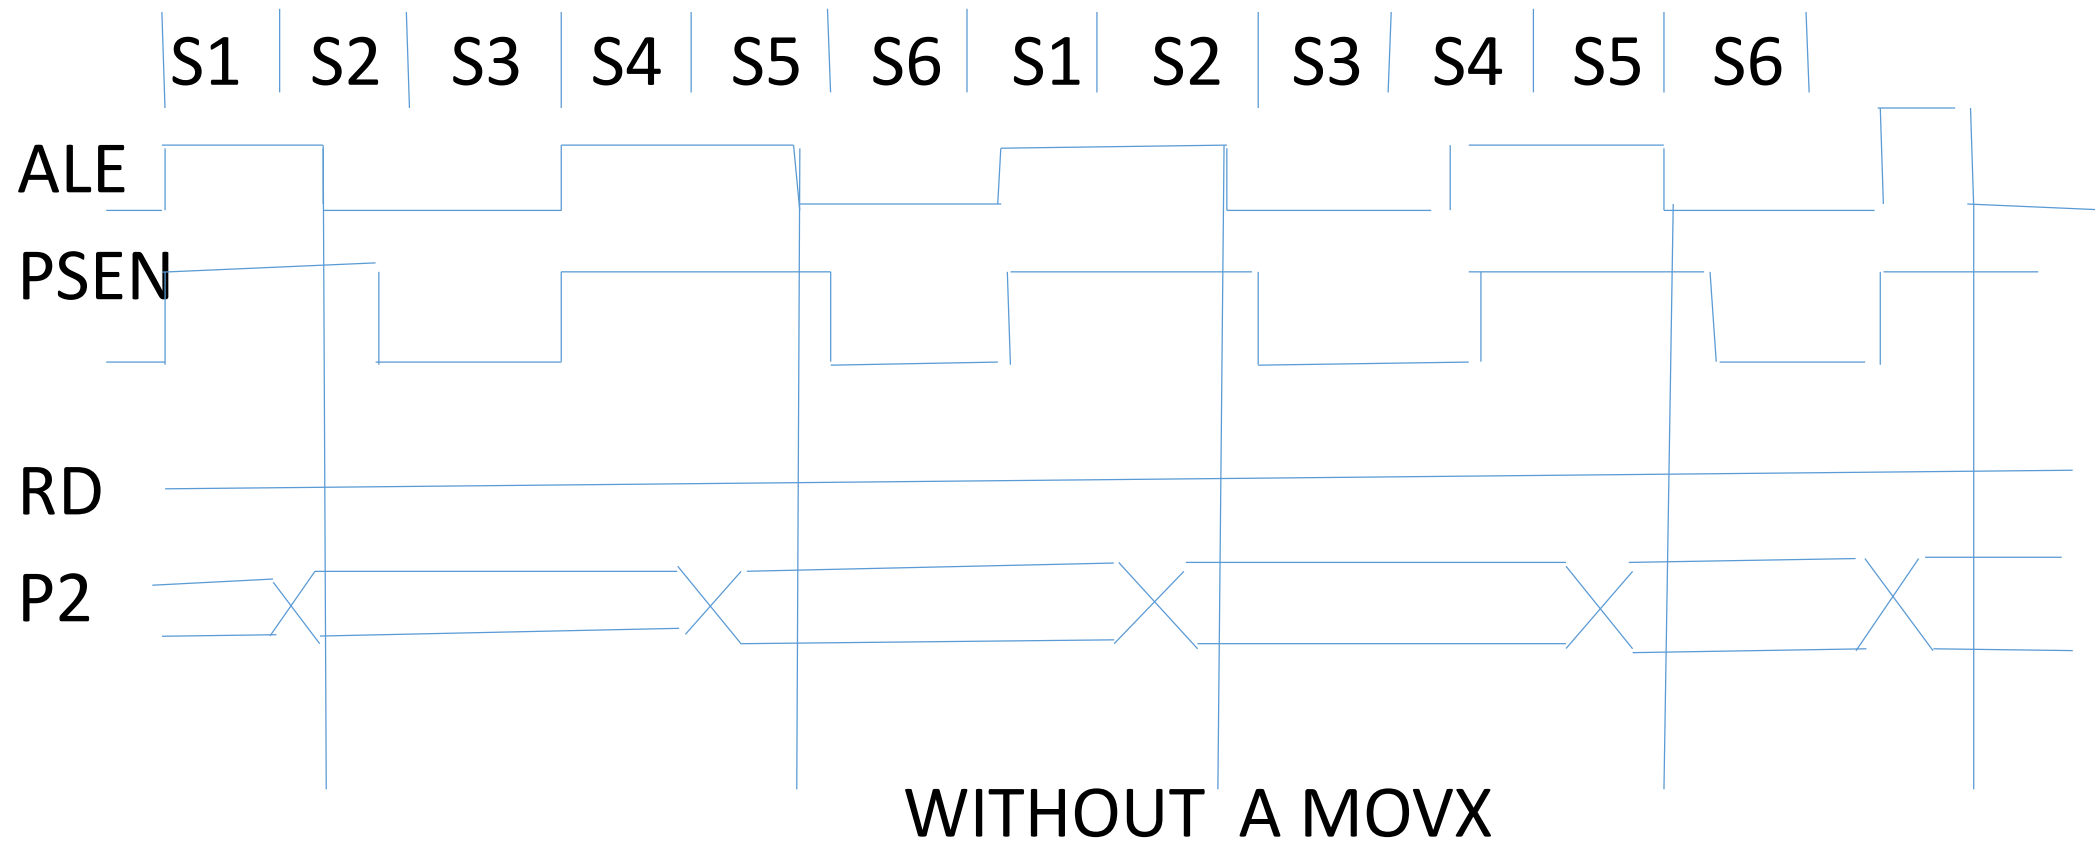 S1 S2 S3 S4 S5 S6 S1 S2 S3 S4 S5 S6
ALE
PSEN
RD
P2
WITHOUT A MOVX